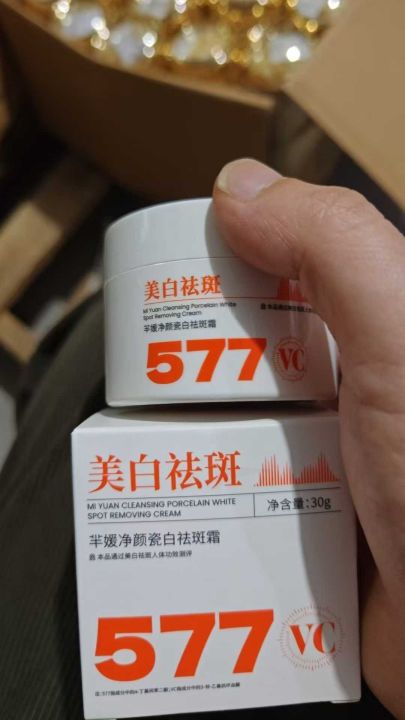 美白祛斑
Mi Yuan Cleansing Porcelain White
Spot Removing Cream
芈媛净颜瓷白祛斑霜
577
VC
美白祛斑
MI YUAN CLEANSING PORCELAIN WHITE
SPOT REMOVING CREAM
净含量:30g
芈媛净颜瓷白祛斑霜
本品通过美白祛斑人体功效测评
577
VC